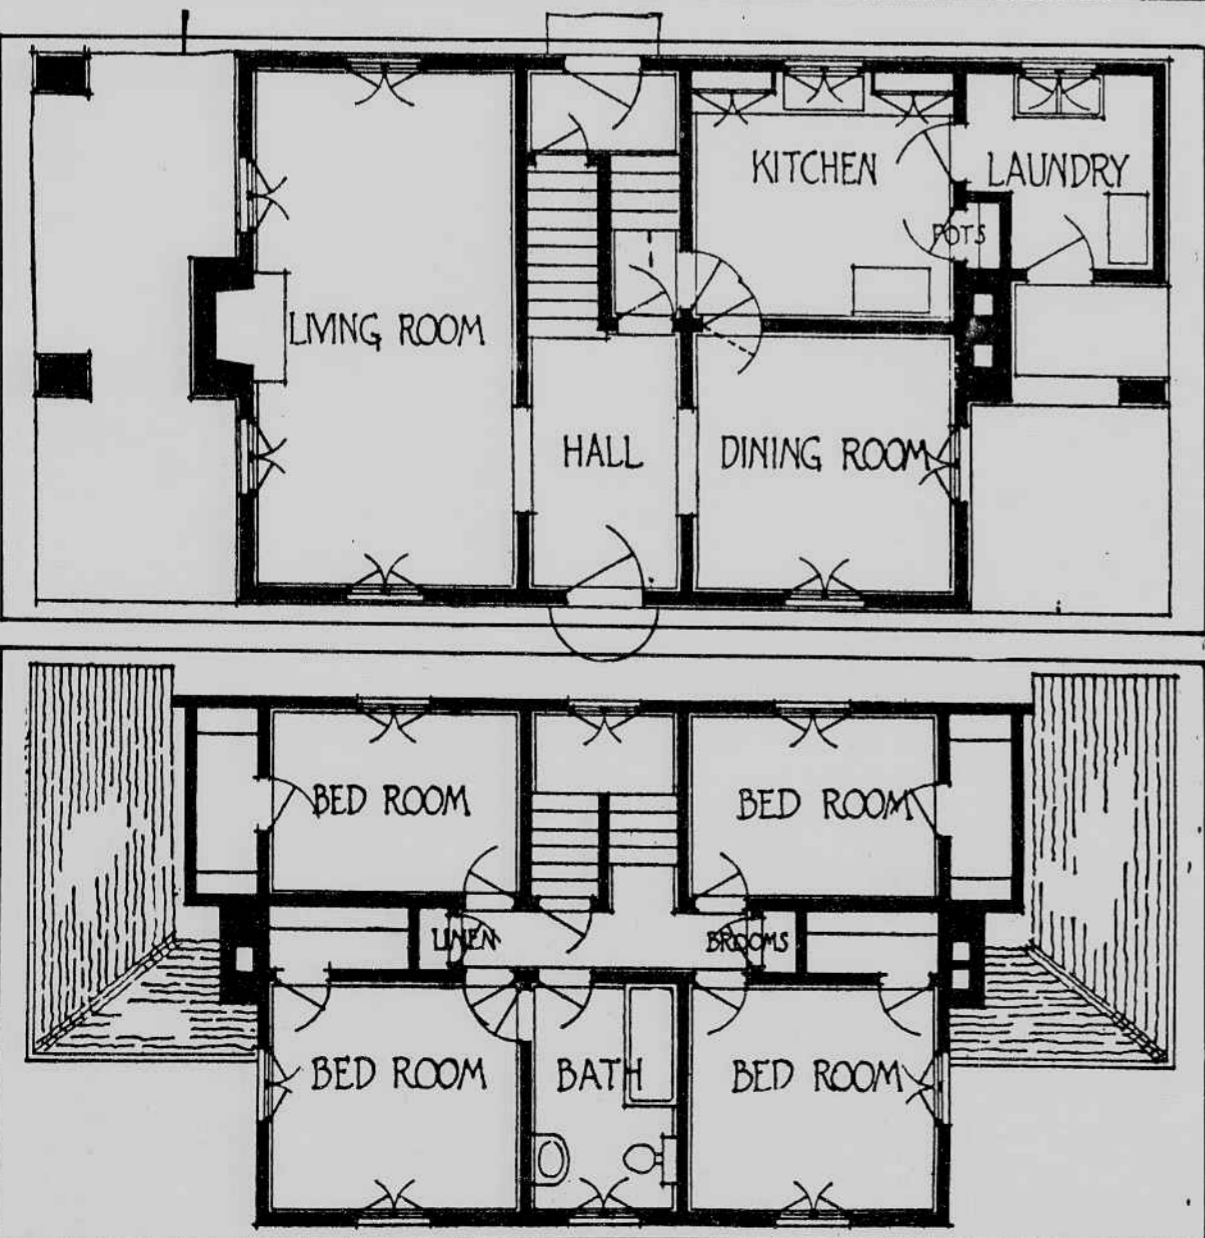 KITCHEN
LAUNDRY
POTS
LIVING ROOM
HALL
DINING ROOM
BED ROOM
BED ROOM
LINEN
BROOMS
BED ROOM
BATH
BED ROOM